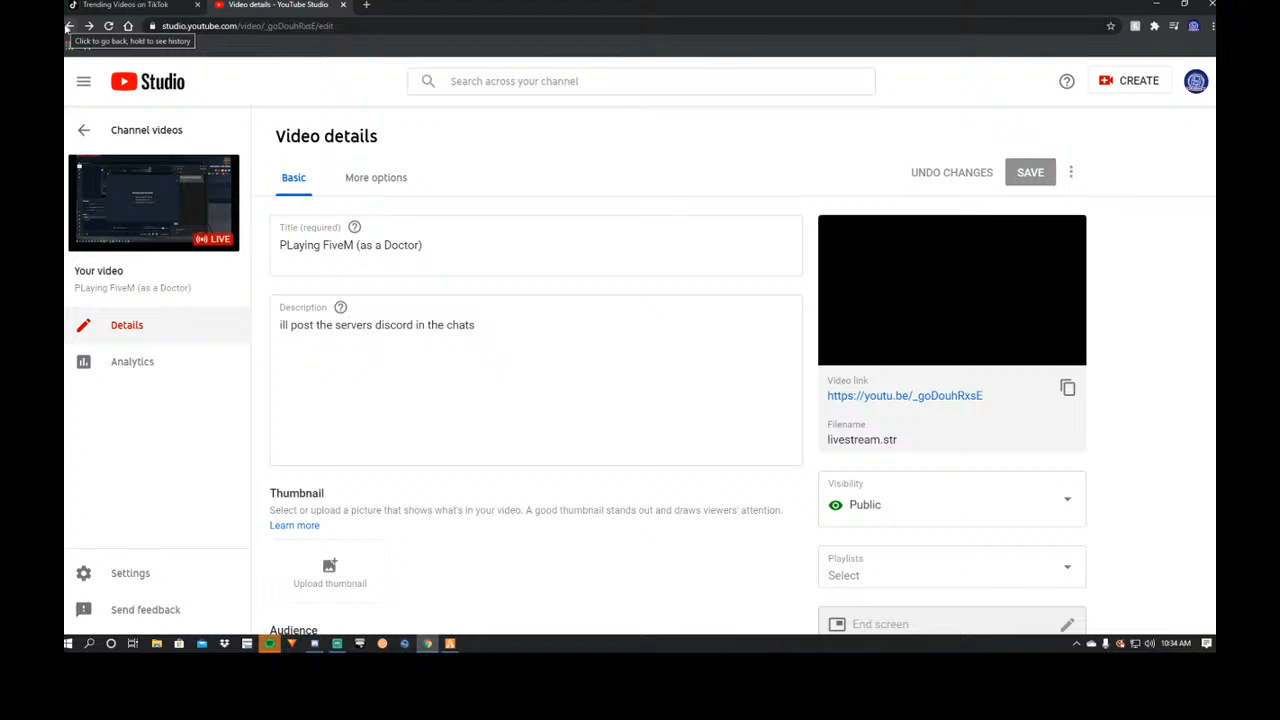 Trending Videos on TikTok
Video details - YouTube Studio
studio.youtube.com/video/_goDouhRxsE/edit
Click to go back, hold to see history
Studio
Search across your channel
CREATE
Channel videos
Video details
UNDO CHANGES
SAVE
Basic
More options
LIVE
Your video
PLaying FiveM (as a Doctor)
Details
Analytics
Settings
Send feedback
Title (required)
PLaying FiveM (as a Doctor)
Description
ill post the servers discord in the chats
Thumbnail
Select or upload a picture that shows what's in your video. A good thumbnail stands out and draws viewers' attention.
Learn more
Upload thumbnail
Audience
Video link
https://youtu.be/_goDouhRxsE
Filename
livestream.str
Visibility
Public
Playlists
Select
End screen
10:34 AM